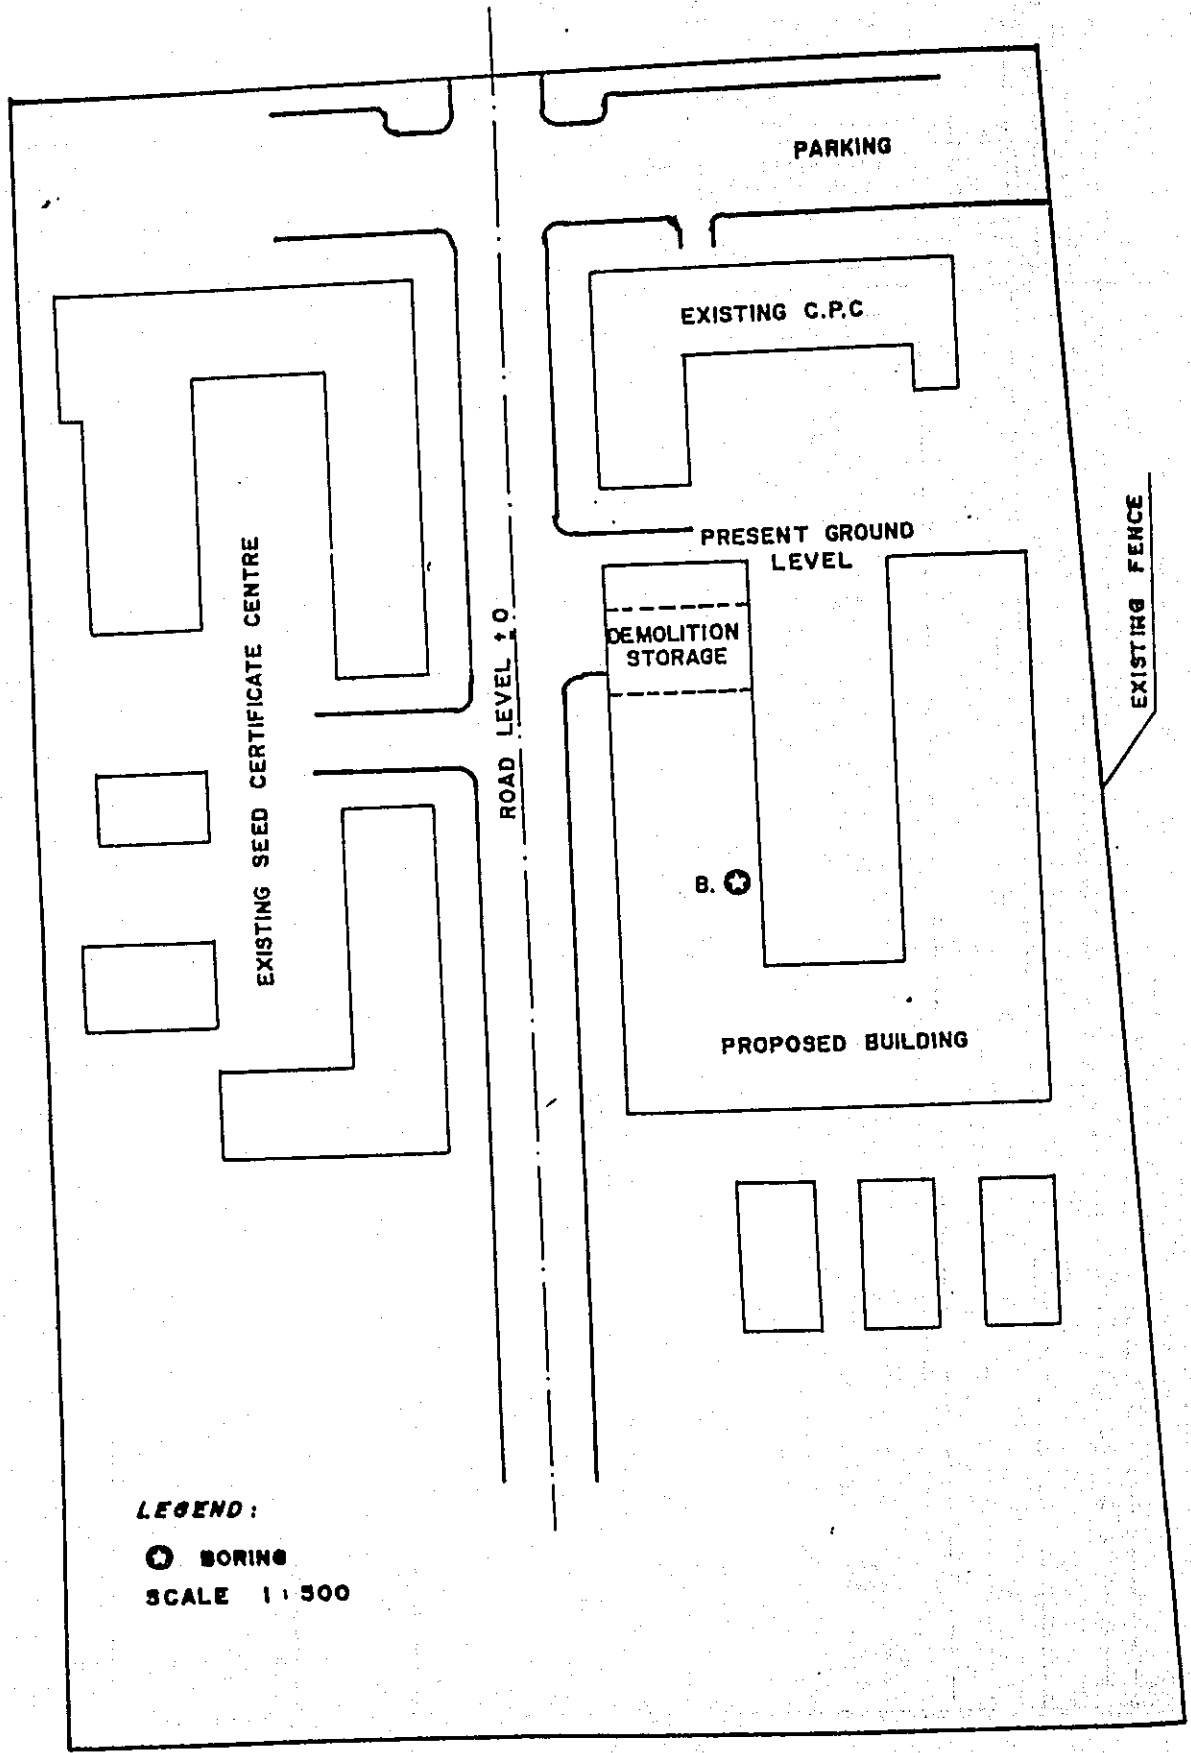 PARKING
EXISTING C.P.C
PRESENT GROUND
LEVEL
DEMOLITION
STORAGE
EXISTING FENCE
EXISTING SEED CERTIFICATE CENTRE
ROAD LEVEL ±0
B.
PROPOSED BUILDING
LEGEND:
BORING
SCALE 1:500